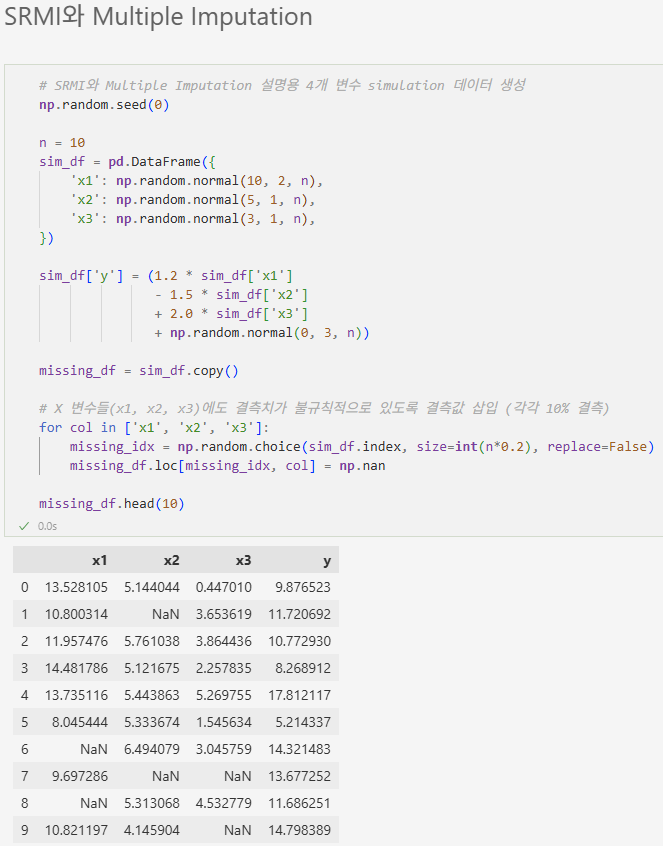 SRMI와 Multiple Imputation
# SRMI와 Multiple Imputation 설명용 4개 변수 simulation 데이터 생성
np.random.seed(0)
n = 10
sim_df = pd.DataFrame({
'x1': np.random.normal(10, 2, n),
'x2': np.random.normal(5, 1, n),
'x3': np.random.normal(3, 1, n),
})
sim_df['y'] = (1.2 * sim_df['x1']
- 1.5 * sim_df['x2']
+ 2.0 * sim_df['x3']
+ np.random.normal(0, 3, n))
missing_df = sim_df.copy()
# X 변수들(x1, x2, x3)에도 결측치가 불규칙적으로 있도록 결측값 삽입 (각각 10% 결측)
for col in ['x1', 'x2', 'x3']:
missing_idx = np.random.choice(sim_df.index, size=int(n*0.2), replace=False)
missing_df.loc[missing_idx, col] = np.nan
missing_df.head(10)
✓ 0.0s
x1 x2 x3 y
0 13.528105 5.144044 0.447010 9.876523
1 10.800314 NaN 3.653619 11.720692
2 11.957476 5.761038 3.864436 10.772930
3 14.481786 5.121675 2.257835 8.268912
4 13.735116 5.443863 5.269755 17.812117
5 8.045444 5.333674 1.545634 5.214337
6 NaN 6.494079 3.045759 14.321483
7 9.697286 NaN NaN 13.677252
8 NaN 5.313068 4.532779 11.686251
9 10.821197 4.145904 NaN 14.798389